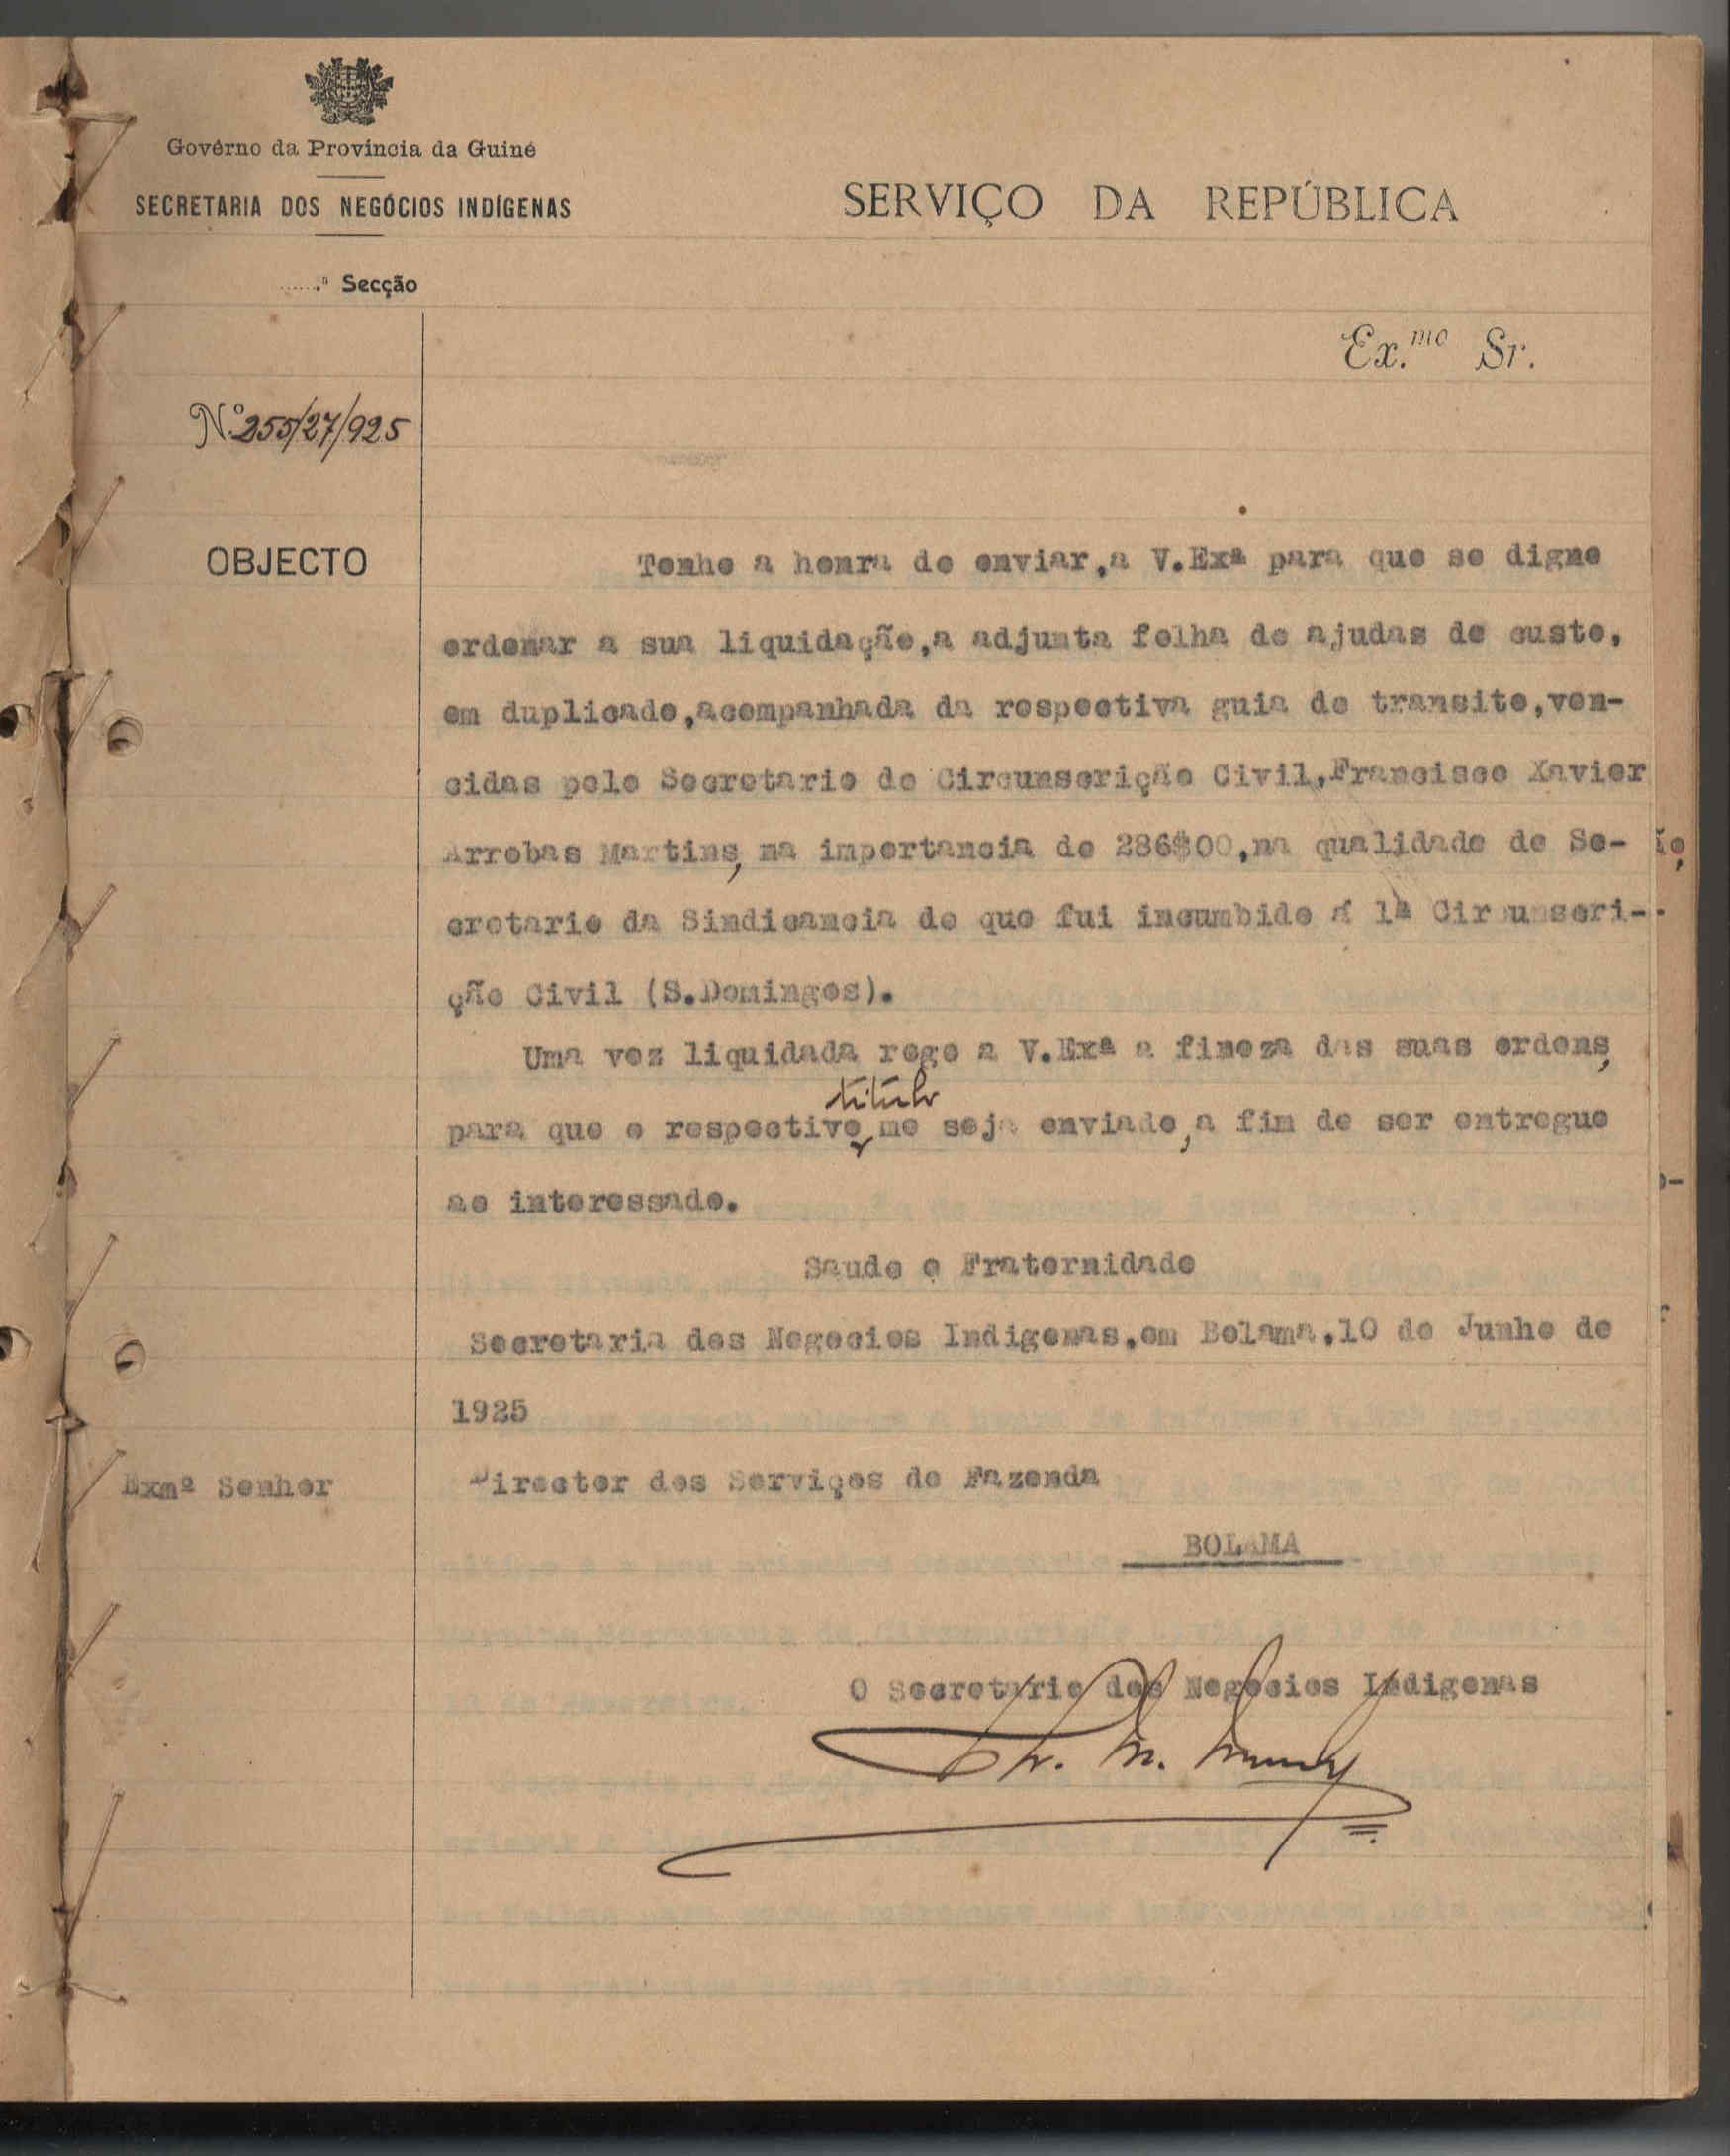 Govêrno da Provincia da Guiné
SECRETARIA DOS NEGÓCIOS INDÍGENAS
SERVIÇO DA REPÚBLICA
.ª Secção
Ex.mo Sr.
N.º 255/27/925
OBJECTO
Tenho a honra de enviar,a V.Exª para que se digne
ordenar a sua liquidação,a adjunta folha de ajudas de custo,
em duplicado,acompanhada da respectiva guia de transito,ven-
cidas pelo Secretario de Circunscrição Civil,Francisco Xavier
Arrobas Martins, na importancia de 286$00,na qualidade de Se-
cretario da Sindicancia de que fui incumbido á 1ª Circunscri-
ção Civil (S.Domingos).
Uma vez liquidada rogo a V.Exª a fineza das suas ordens,
titulo
para que o respectivo me seja enviado,a fim de ser entregue
ao interessado.
Saude e Fraternidade
Secretaria dos Negocios Indigenas,em Bolama,10 de Junho de
1925
Exmº Senhor Director dos Serviços de Fazenda
BOLAMA
O Secretario dos Negocios Indigenas